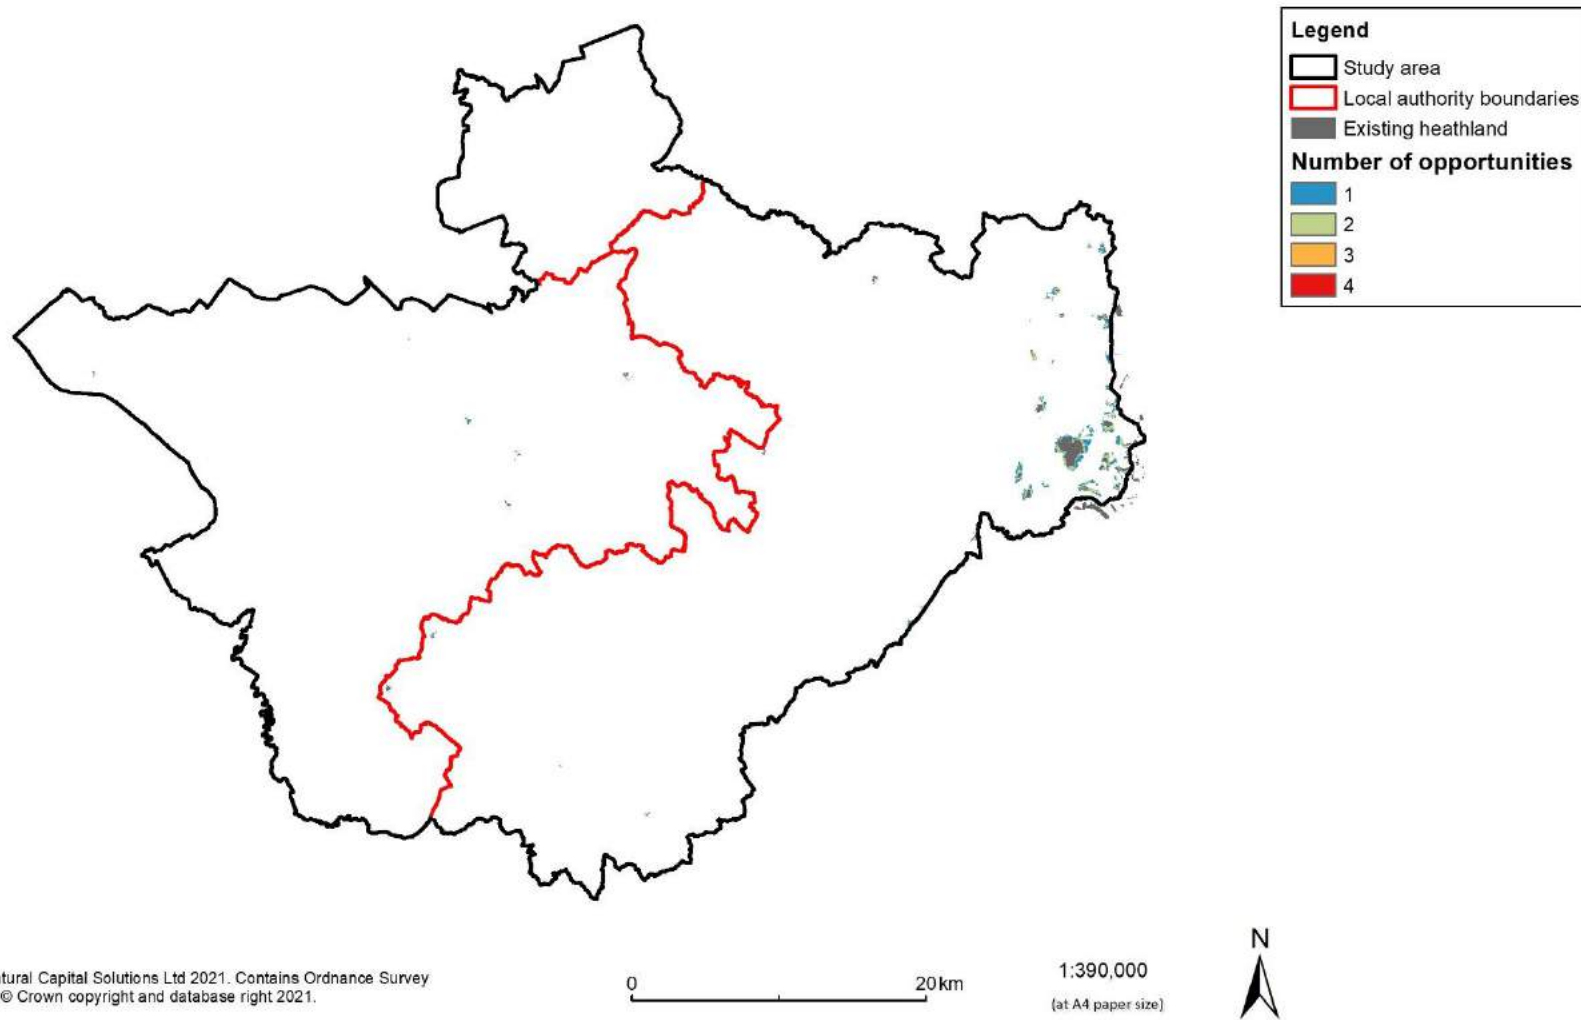 Legend
Study area
Local authority boundaries
Existing heathland
Number of opportunities
1
2
3
4
tural Capital Solutions Ltd 2021. Contains Ordnance Survey
© Crown copyright and database right 2021.
0
20km
1:390,000
(at A4 paper size)
N